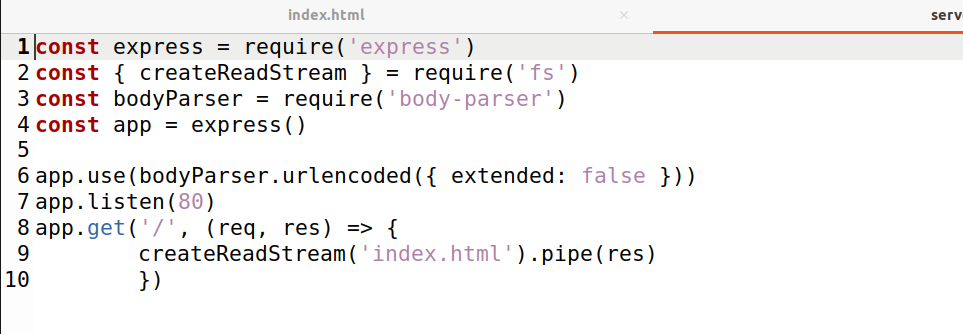 index.html × serv
1 const express = require('express')
2 const { createReadStream } = require('fs')
3 const bodyParser = require('body-parser')
4 const app = express()
5
6 app.use(bodyParser.urlencoded({ extended: false }))
7 app.listen(80)
8 app.get('/', (req, res) => {
9         createReadStream('index.html').pipe(res)
10         })